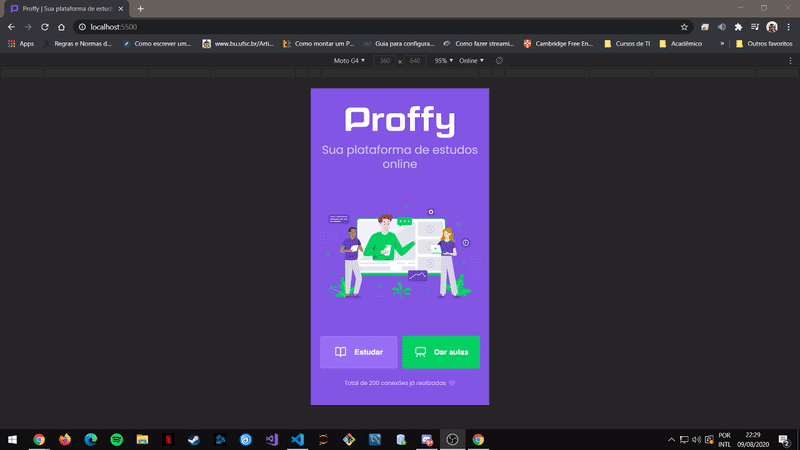 Proffy | Sua plataforma de estud
localhost:5500
Apps
Regras e Normas d...
Como escrever um...
www.bu.ufsc.br/Arti...
Como montar um P...
Guia para configura...
Como fazer streami...
Cambridge Free En...
Cursos de TI
Acadêmico
»
Outros favoritos
Moto G4 ▼ 360 × 640 95% ▼ Online ▼
Proffy
Sua plataforma de estudos
online
Estudar
Dar aulas
Total de 200 conexões já realizadas 💜
POR
INTL
22:29
09/08/2020
2